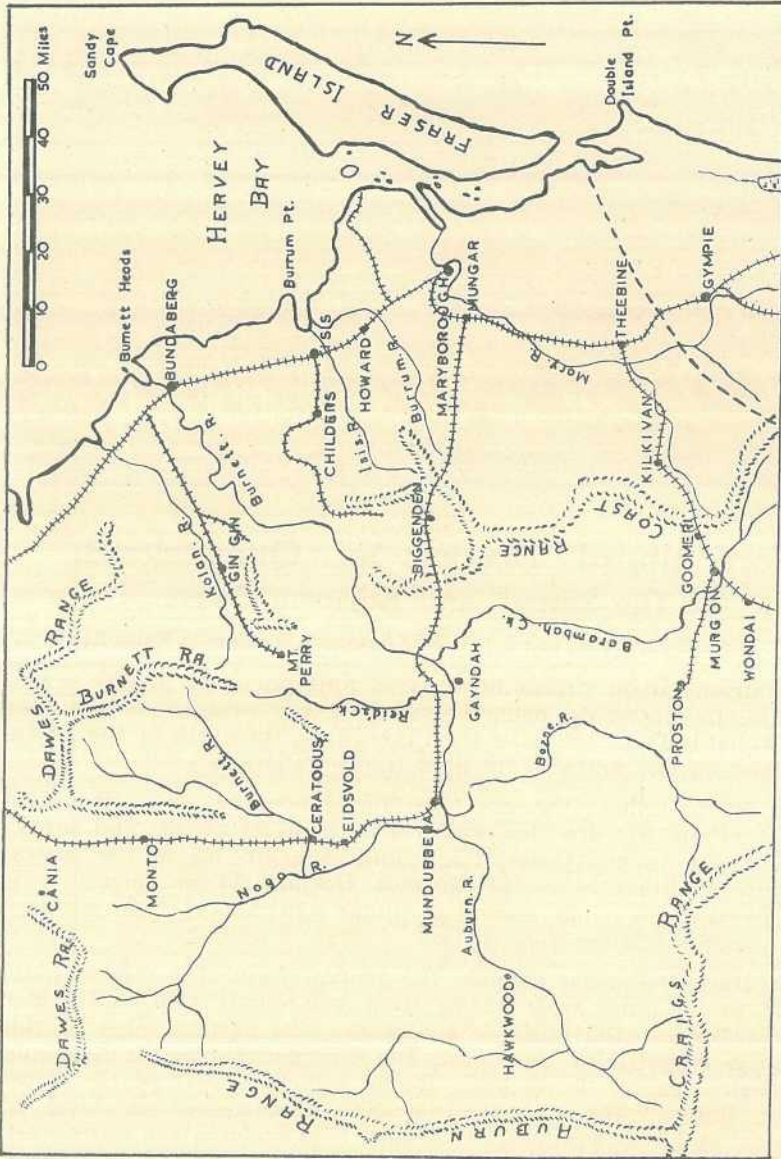 0 10 20 30 40 50 Miles
Sandy
Cape
FRASER ISLAND
HERVEY
BAY
N
Double
Island Pt.
Burnett Heads
BUNDABERG
Burrum Pt.
ISIS
HOWARD
CHILDERS
Isis R.
Burrum. R.
MARYBOROUGH
MUNGAR
Mary R.
THEEBINE
GYMPIE
KILKIVAN
GOOMERI
MURGON
WONDAI
PROSTON
COAST
RANGE
BIGGENDEN
Burnett. R.
Kolan. R.
GIN GIN
MT.
PERRY
DAWES RANGE
BURNETT RA.
Burnett R.
Reids Ck.
GAYNDAH
Barambah Ck.
Boyne R.
CANIA
MONTO
CERATODUS
EIDSVOLD
Nogo R.
MUNDUBBERA
Auburn. R.
HAWKWOOD
DAWES RA.
AUBURN RANGE
CRAIGS RANGE